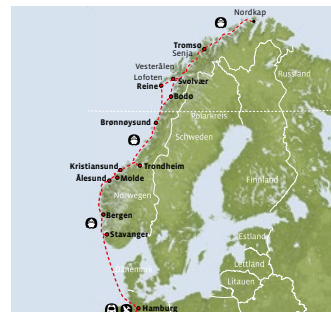 Nordkap
Tromsø
Senja
Russland
Vesterålen
Lofoten
Svolvær
Reine
Bodø
Polarkreis
Brønnøysund
Schweden
Kristiansund
Trondheim
Molde
Ålesund
Finnland
Norwegen
Bergen
Stavanger
Estland
Lettland
Dänemark
Litauen
Hamburg